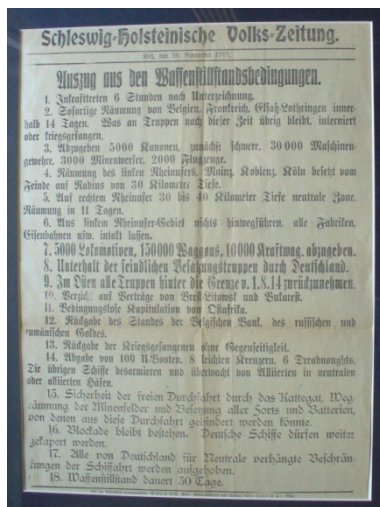 Schleswig-Holsteinische Volks-Zeitung.
Kiel, den 10. November 1918.
Auszug aus den Waffenstillstandsbedingungen.
1. Inkrafttreten 6 Stunden nach Unterzeichnung.
2. Sofortige Räumung von Belgien, Frankreich, Elsaß-Lothringen inner-
halb 14 Tagen. Was an Truppen nach dieser Zeit übrig bleibt, interniert
oder kriegsgefangen.
3. Abzugeben 5000 Kanonen, zunächst schwere, 30000 Maschinen-
gewehre, 3000 Minenwerfer, 2000 Flugzeuge.
4. Räumung des linken Rheinufers, Mainz, Koblenz, Köln besetzt vom
Feinde auf Radius von 30 Kilometer Tiefe.
5. Auf rechtem Rheinufer 30 bis 40 Kilometer Tiefe neutrale Zone.
Räumung in 11 Tagen.
6. Aus linkem Rheinufer-Gebiet nichts hinwegführen, alle Fabriken,
Eisenbahnen usw. intakt lassen.
7. 5000 Lokomotiven, 150000 Waggons, 10000 Kraftwag. abzugeben.
8. Unterhalt der feindlichen Besatzungstruppen durch Deutschland.
9. Im Osten alle Truppen hinter die Grenze v. 1.8.14 zurückzunehmen.
10. Verzicht auf Verträge von Brest-Litowsk und Bukarest.
11. Bedingungslose Kapitulation von Ostafrika.
12. Rückgabe des Standes der Belgischen Bank, des russischen und
rumänischen Goldes.
13. Rückgabe der Kriegsgefangenen ohne Gegenseitigkeit.
14. Abgabe von 100 U-Booten, 8 leichten Kreuzern, 6 Dreadnoughts.
Die übrigen Schiffe desarmieren und überwacht von Alliierten in neutralen
oder alliierten Häfen.
15. Sicherheit der freien Durchfahrt durch das Kattegat. Weg-
räumung der Minenfelder und Besetzung aller Forts und Batterien,
von denen aus diese Durchfahrt gehindert werden könnte.
16. Blockade bleibt bestehen. Deutsche Schiffe dürfen weiter
gekapert werden.
17. Alle von Deutschland für Neutrale verhängte Beschrän-
kungen der Schiffahrt werden aufgehoben.
18. Waffenstillstand dauert 30 Tage.